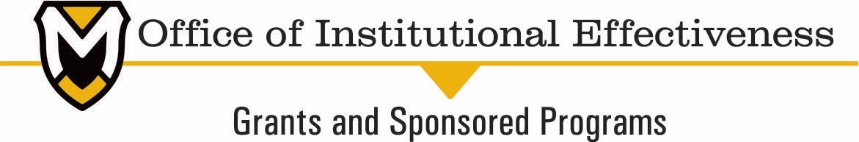 M
Office of Institutional Effectiveness
Grants and Sponsored Programs